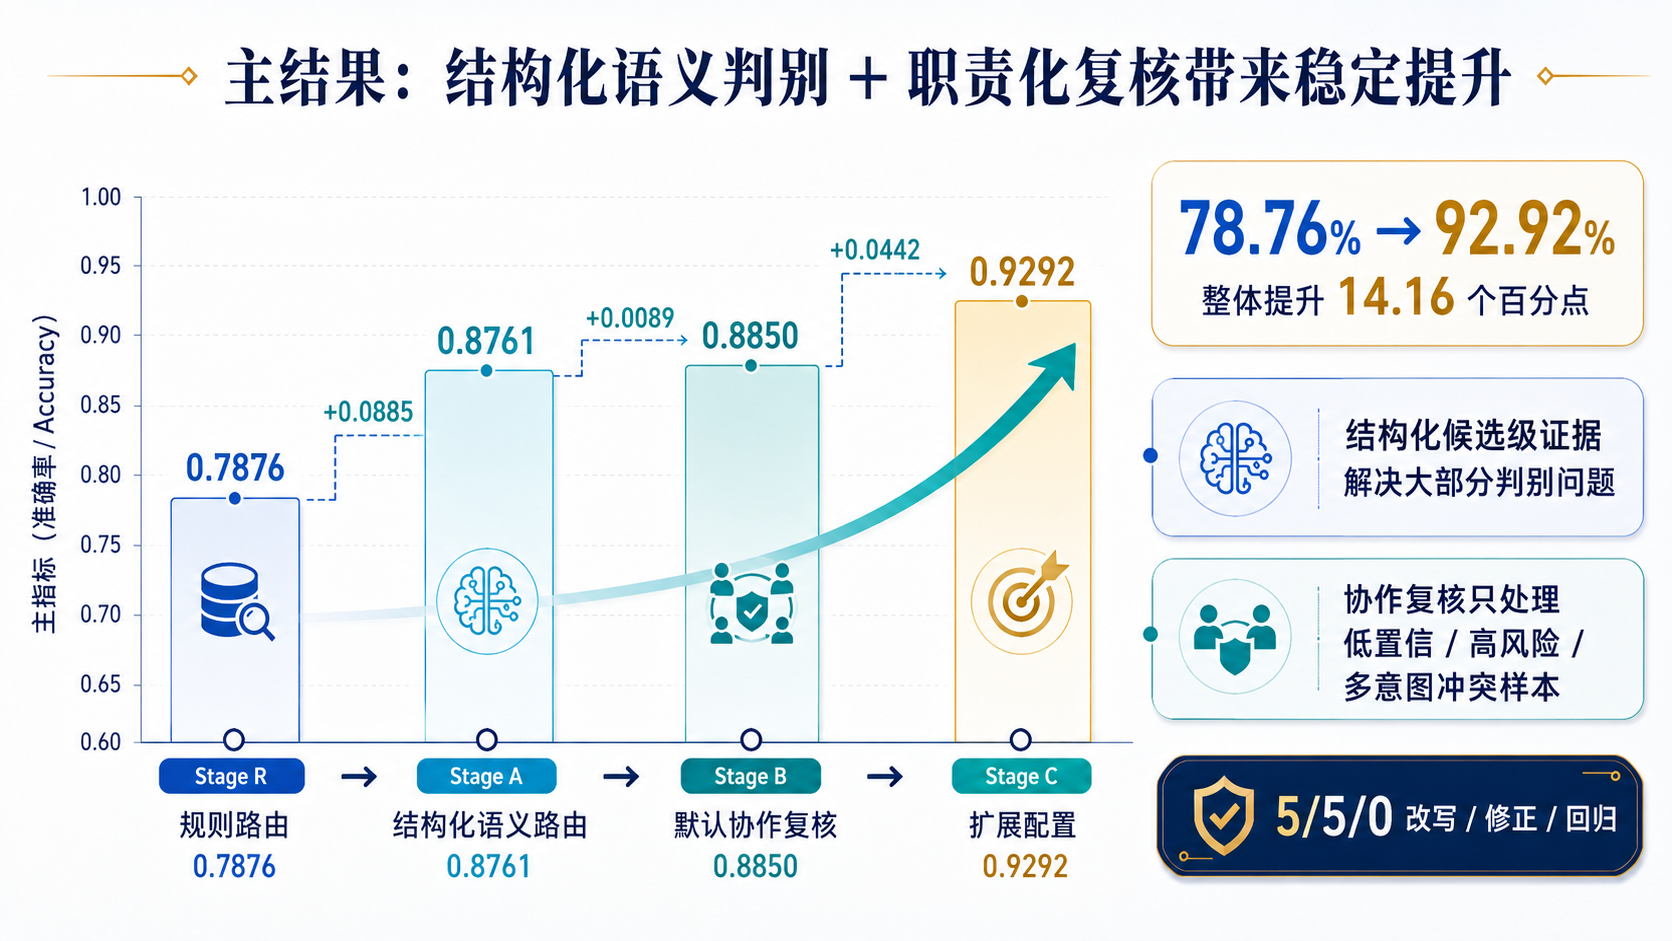 主结果：结构化语义判别 + 职责化复核带来稳定提升
主指标（准确率 / Accuracy）
1.00
0.95
0.90
0.85
0.80
0.75
0.70
0.65
0.60
0.7876
+0.0885
0.8761
+0.0089
0.8850
+0.0442
0.9292
Stage R
Stage A
Stage B
Stage C
规则路由
结构化语义路由
默认协作复核
扩展配置
0.7876
0.8761
0.8850
0.9292
78.76% → 92.92%
整体提升 14.16 个百分点
结构化候选级证据
解决大部分判别问题
协作复核只处理
低置信 / 高风险 /
多意图冲突样本
5/5/0 改写 / 修正 / 回归